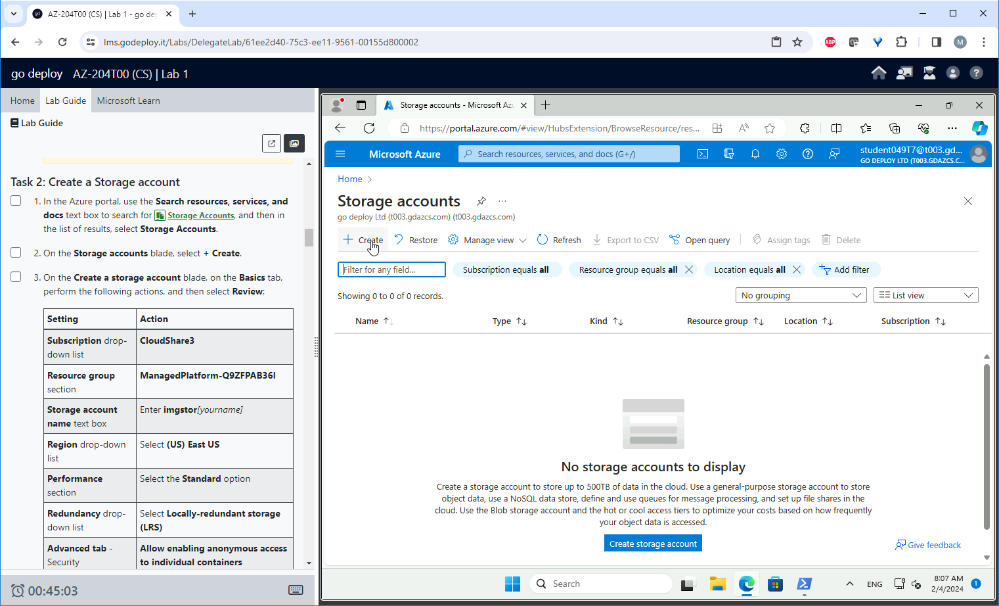 AZ-204T00 (CS) | Lab 1 - go dep
lms.godeploy.it/Labs/DelegateLab/61ee2d40-75c3-ee11-9561-00155d800002
ABP
M
go deploy AZ-204T00 (CS) | Lab 1
Home Lab Guide Microsoft Learn
Lab Guide
Task 2: Create a Storage account
1. In the Azure portal, use the Search resources, services, and
docs text box to search for Storage Accounts, and then in
the list of results, select Storage Accounts.
2. On the Storage accounts blade, select + Create.
3. On the Create a storage account blade, on the Basics tab,
perform the following actions, and then select Review:
Setting Action
Subscription drop-
down list
CloudShare3
Resource group
section
ManagedPlatform-Q9ZFPAB36I
Storage account
name text box
Enter imgstor[yourname]
Region drop-down
list
Select (US) East US
Performance
section
Select the Standard option
Redundancy drop-
down list
Select Locally-redundant storage
(LRS)
Advanced tab -
Security
Allow enabling anonymous access
to individual containers
00:45:03
Storage accounts - Microsoft Azu
https://portal.azure.com/#view/HubsExtension/BrowseResource/res...
Microsoft Azure
Search resources, services, and docs (G+/)
student049T7@t003.gd...
GO DEPLOY LTD (T003.GDAZCS.C...
Home
Storage accounts
go deploy Ltd (t003.gdazcs.com) (t003.gdazcs.com)
Create Restore Manage view Refresh Export to CSV Open query Assign tags Delete
Filter for any field... Subscription equals all Resource group equals all Location equals all Add filter
Showing 0 to 0 of 0 records.
No grouping List view
Name Type Kind Resource group Location Subscription
No storage accounts to display
Create a storage account to store up to 500TB of data in the cloud. Use a general-purpose storage account to store
object data, use a NoSQL data store, define and use queues for message processing, and set up file shares in the
cloud. Use the Blob storage account and the hot or cool access tiers to optimize your costs based on how frequently
your object data is accessed.
Create storage account
Give feedback
Search
ENG
8:07 AM
2/4/2024
1